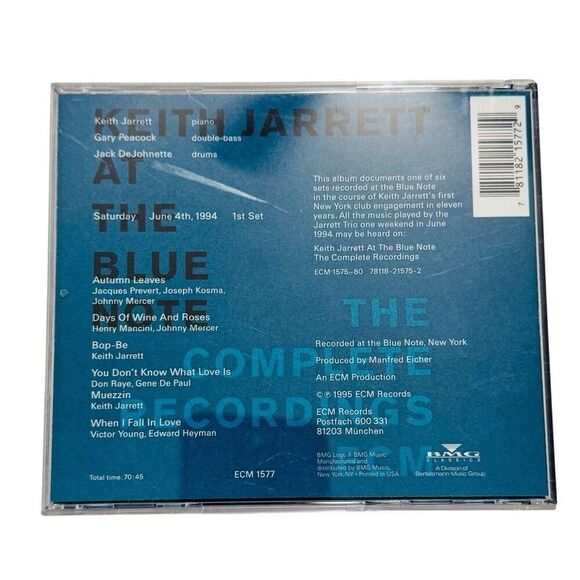 KEITH JARRETT
AT
THE
BLUE
NOTE
THE
COMPLETE
RECORDINGS
Keith Jarrett piano
Gary Peacock double-bass
Jack DeJohnette drums
Saturday June 4th, 1994 1st Set
Autumn Leaves
Jacques Prevert, Joseph Kosma,
Johnny Mercer
Days Of Wine And Roses
Henry Mancini, Johnny Mercer
Bop-Be
Keith Jarrett
You Don't Know What Love Is
Don Raye, Gene De Paul
Muezzin
Keith Jarrett
When I Fall In Love
Victor Young, Edward Heyman
Total time: 70:45
ECM 1577
This album documents one of six
sets recorded at the Blue Note
in the course of Keith Jarrett's first
New York club engagement in eleven
years. All the music played by the
Jarrett Trio one weekend in June
1994 may be heard on:
Keith Jarrett At The Blue Note
The Complete Recordings
ECM 1575–80 78118-21575-2
Recorded at the Blue Note, New York
Produced by Manfred Eicher
An ECM Production
© ℗ 1995 ECM Records
ECM Records
Postfach 600 331
81203 München
BMG Logo ® BMG Music
Manufactured and
distributed by BMG Music,
New York, NY • Printed in USA
BMG
CLASSICS
A Division of
Bertelsmann Music Group
7 81182 15772 9